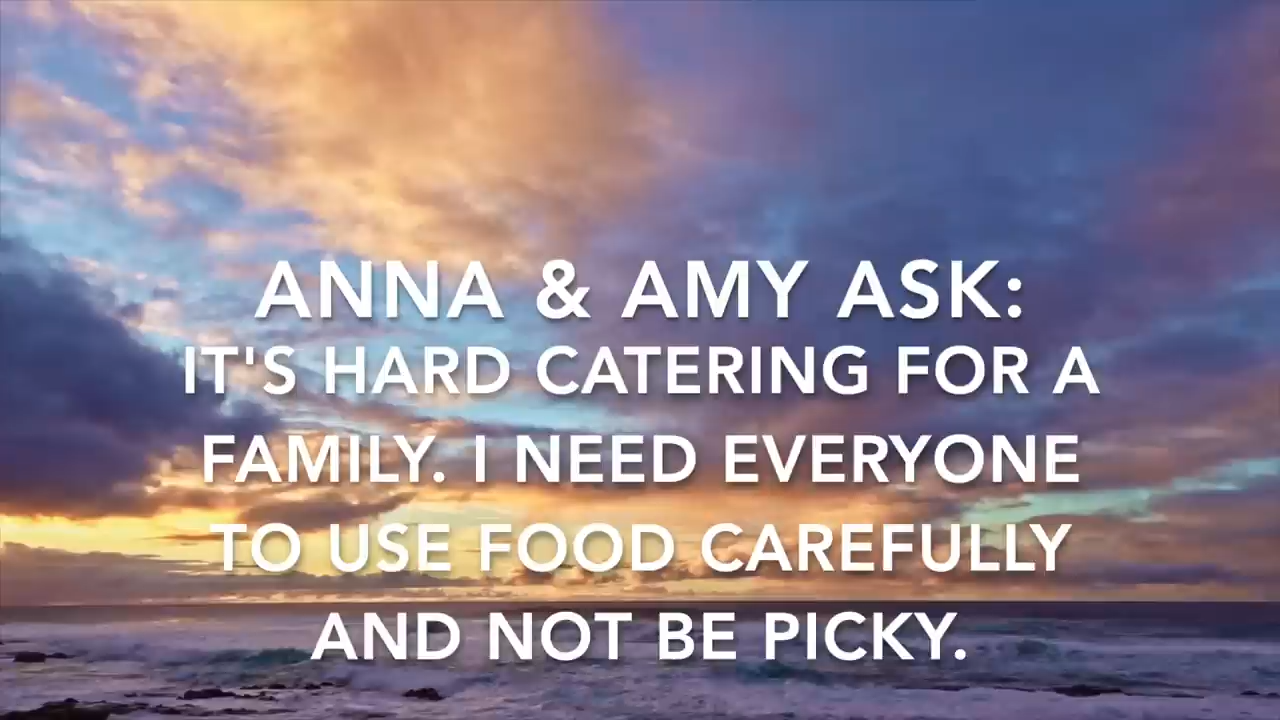 ANNA & AMY ASK:
IT'S HARD CATERING FOR A
FAMILY. I NEED EVERYONE
TO USE FOOD CAREFULLY
AND NOT BE PICKY.